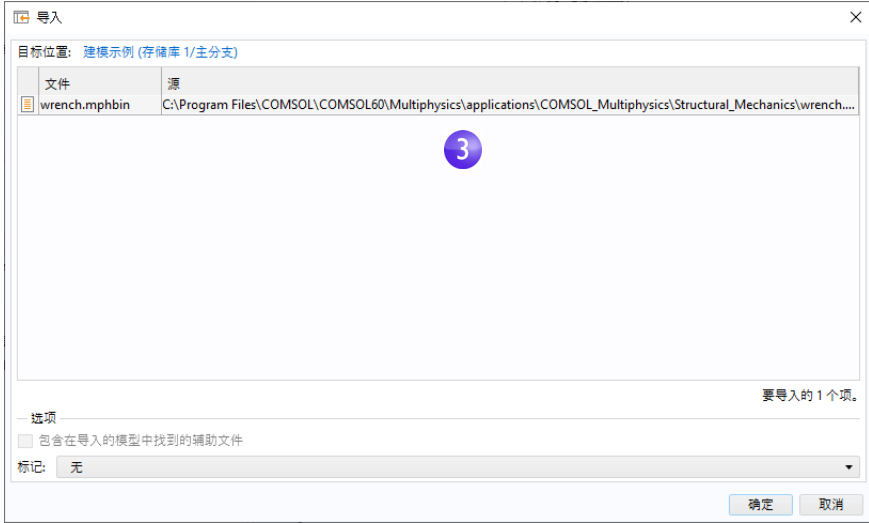 导入
目标位置: 建模示例 (存储库 1/主分支)
文件 源
wrench.mphbin C:\Program Files\COMSOL\COMSOL60\Multiphysics\applications\COMSOL_Multiphysics\Structural_Mechanics\wrench....
3
要导入的 1 个项。
选项
包含在导入的模型中找到的辅助文件
标记: 无
确定 取消